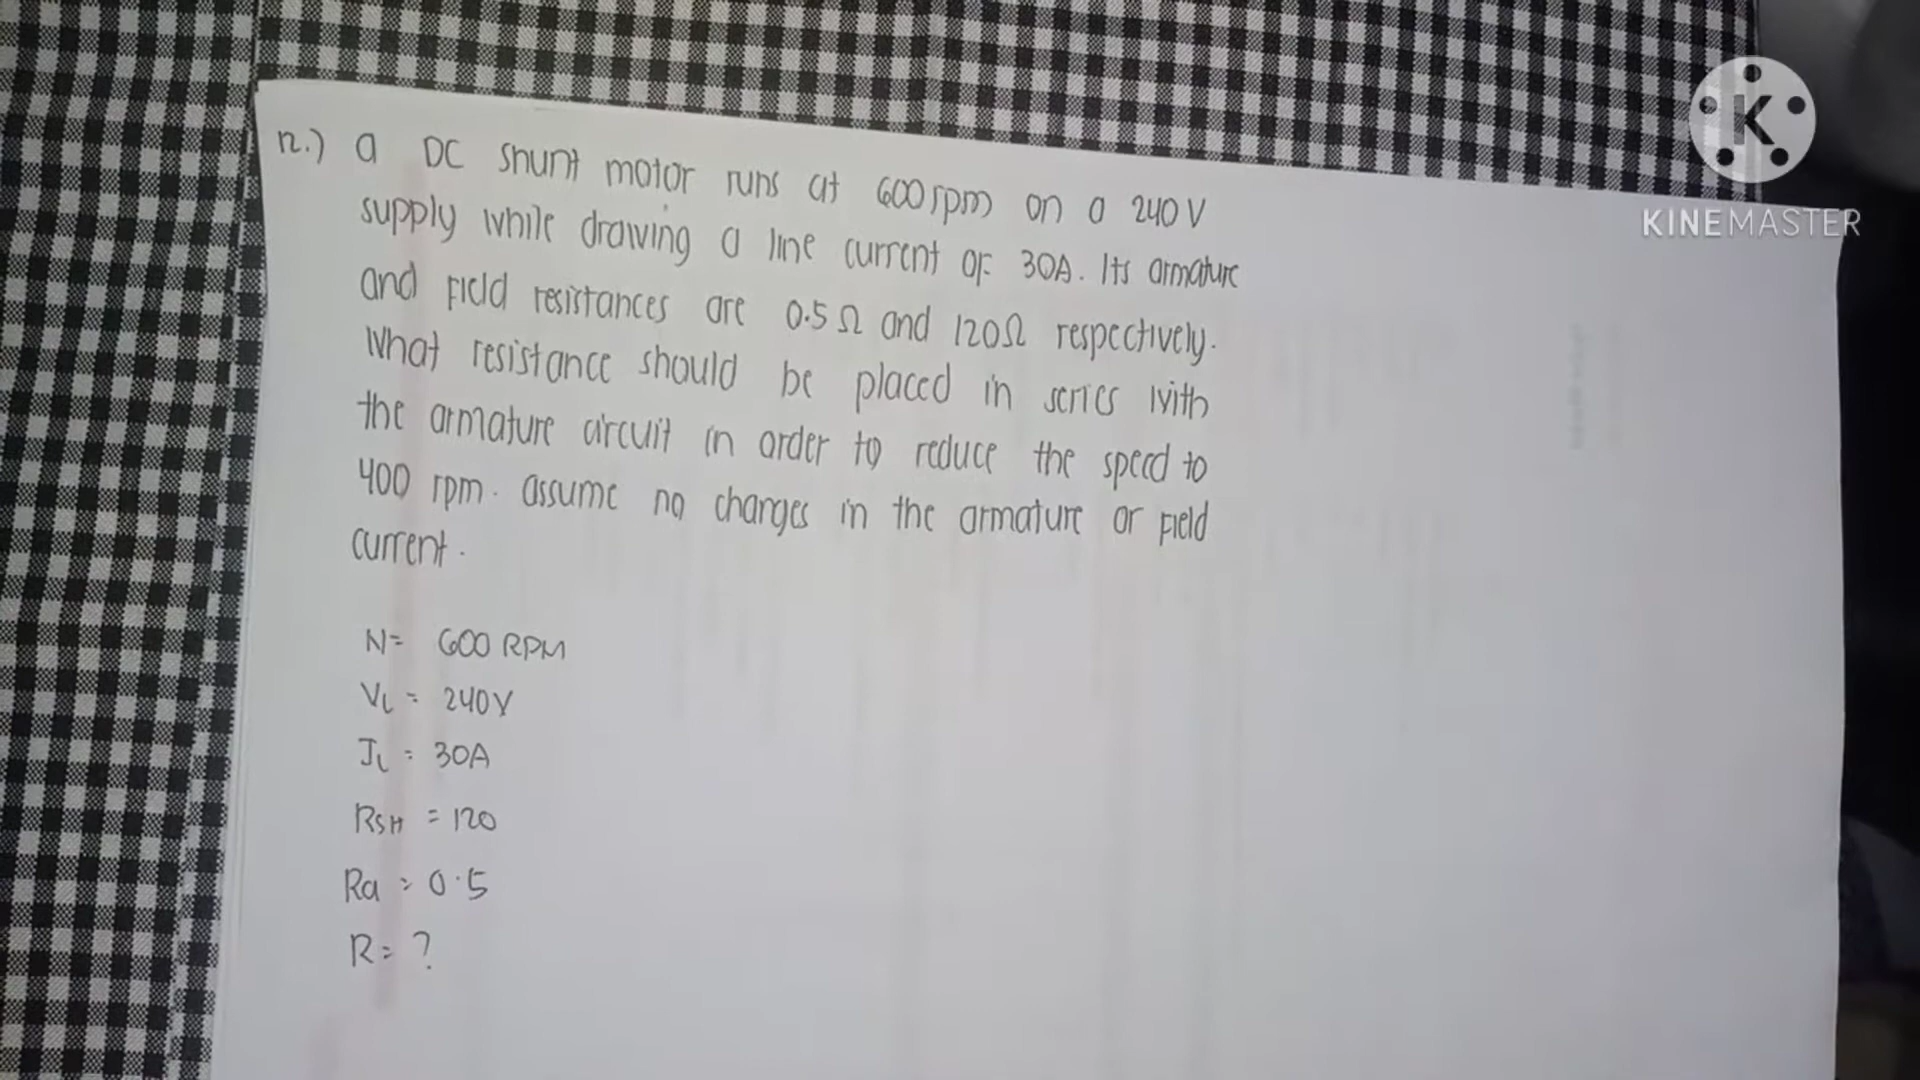 12.) a DC shunt motor runs at 600 rpm on a 240 V
supply while drawing a line current of 30A. Its armature
and field resistances are 0.5 Ω and 120Ω respectively.
What resistance should be placed in series with
the armature circuit in order to reduce the speed to
400 rpm. assume no changes in the armature or field
current.
N= 600 RPM
VL = 240V
IL = 30A
RSH = 120
Ra = 0.5
R= ?
K
KINEMASTER